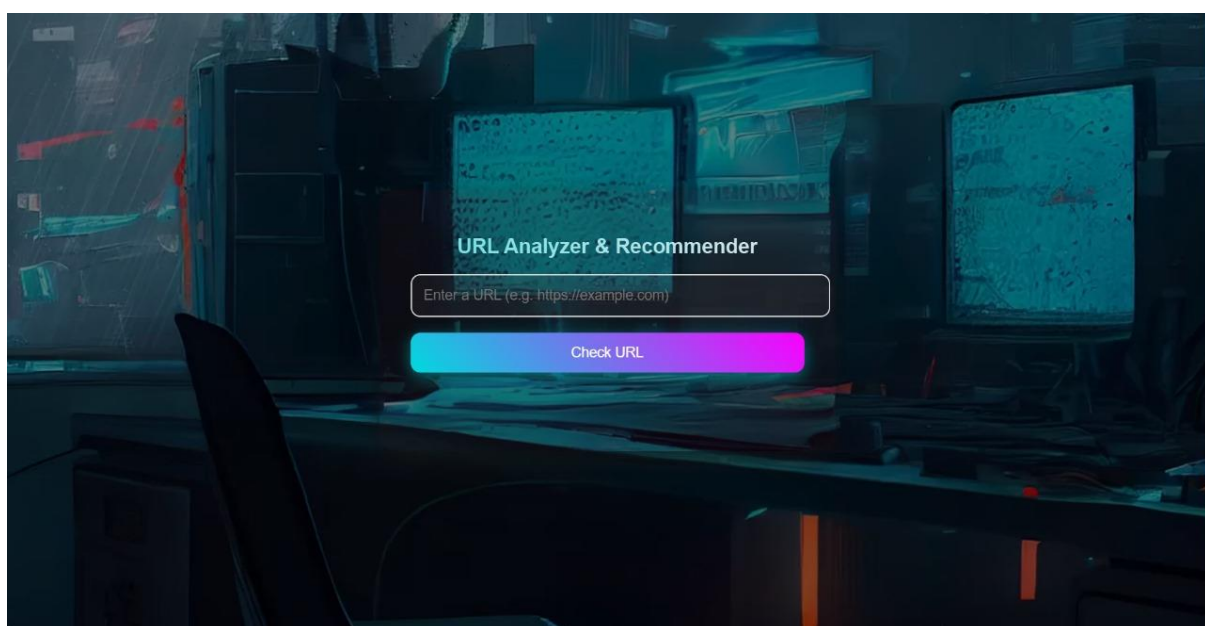 URL Analyzer & Recommender
Enter a URL (e.g. https://example.com)
Check URL